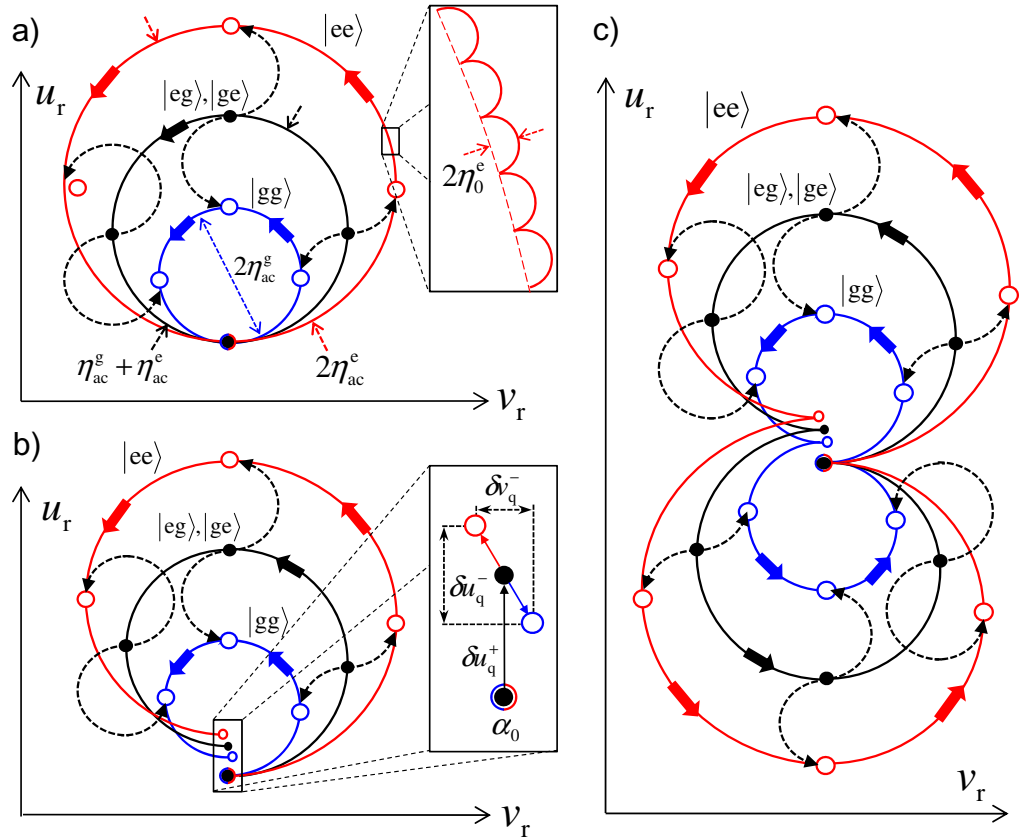 a)
|ee⟩
u_r
|eg⟩,|ge⟩
|gg⟩
2η_ac^g
η_ac^g + η_ac^e
2η_ac^e
v_r
2η_0^e
b)
|ee⟩
u_r
|eg⟩,|ge⟩
|gg⟩
v_r
δv_q^-
δu_q^-
δu_q^+
α_0
c)
u_r
|ee⟩
|eg⟩,|ge⟩
|gg⟩
v_r